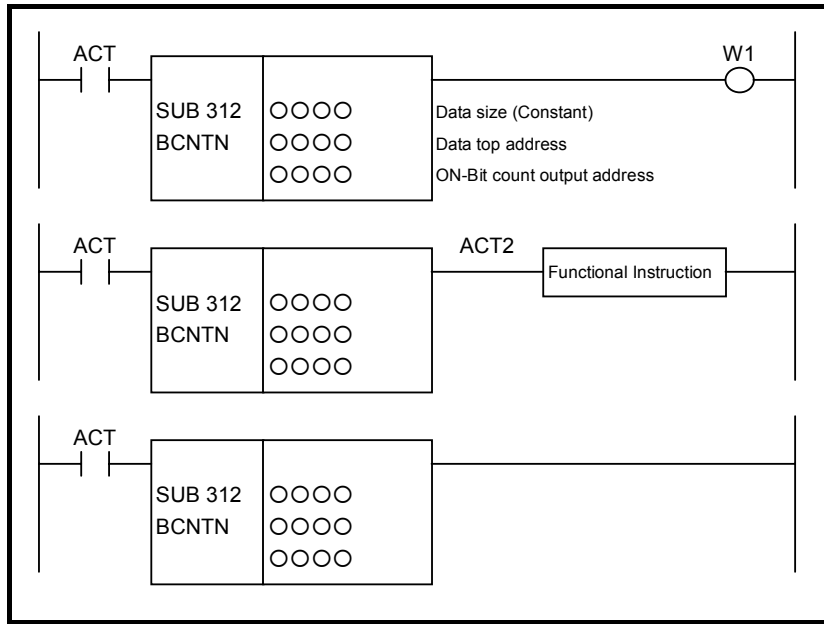 ACT W1
SUB 312 ○○○○ Data size (Constant)
BCNTN ○○○○ Data top address
○○○○ ON-Bit count output address
ACT ACT2
Functional Instruction
SUB 312 ○○○○
BCNTN ○○○○
○○○○
ACT
SUB 312 ○○○○
BCNTN ○○○○
○○○○